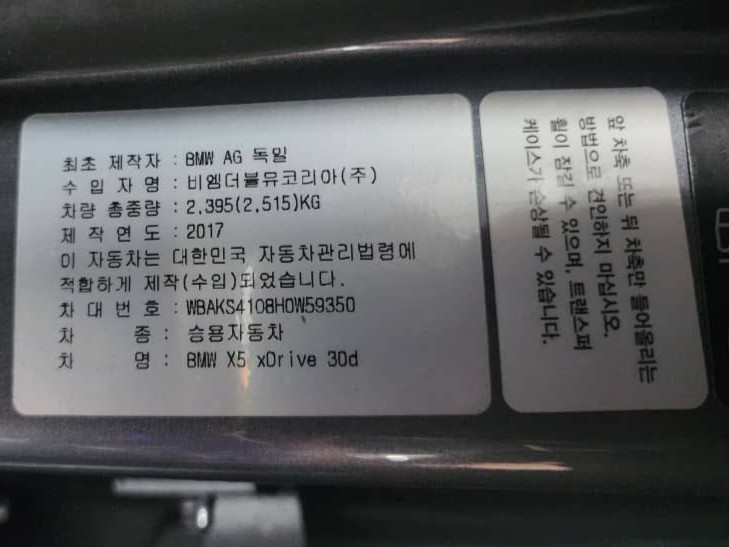 최초 제작자 : BMW AG 독일
수 입 자 명 : 비엠더블유코리아(주)
차량 총중량 : 2,395(2,515)KG
제 작 연 도 : 2017
이 자동차는 대한민국 자동차관리법령에
적합하게 제작(수입)되었습니다.
차 대 번 호 : WBAKS4108H0W59350
차 종 : 승용자동차
차 명 : BMW X5 xDrive 30d
앞 차축 또는 뒤 차축만 들어올리는
방법으로 견인하지 마십시오.
휠이 잠길 수 있으며, 트랜스퍼
케이스가 손상될 수 있습니다.